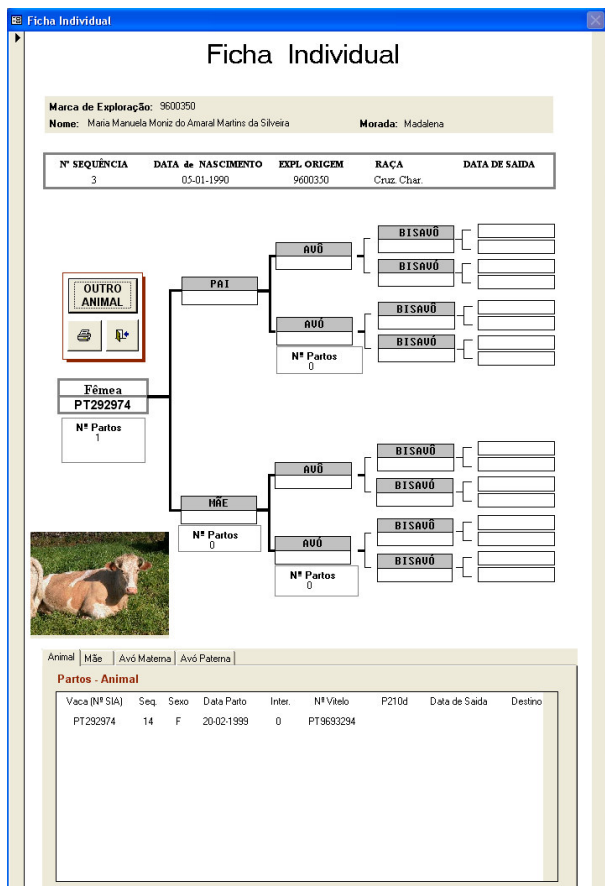 Ficha Individual
Ficha Individual
Marca de Exploração: 9600350
Nome: Maria Manuela Moniz do Amaral Martins da Silveira Morada: Madalena
Nº SEQUÊNCIA DATA de NASCIMENTO EXPL ORIGEM RAÇA DATA DE SAIDA
3 05-01-1990 9600350 Cruz. Char.
BISAVÔ
AVÔ
BISAVÓ
OUTRO
ANIMAL
PAI
BISAVÔ
AVÓ
BISAVÓ
Nº Partos
0
Fêmea
PT292974
Nº Partos
1
BISAVÔ
AVÔ
BISAVÓ
MÃE
BISAVÔ
Nº Partos
0
AVÓ
BISAVÓ
Nº Partos
0
Animal Mãe Avó Materna Avó Paterna
Partos - Animal
Vaca (Nº SIA) Seq. Sexo Data Parto Inter. Nº Vitelo P210d Data de Saida Destino
PT292974 14 F 20-02-1999 0 PT9693294